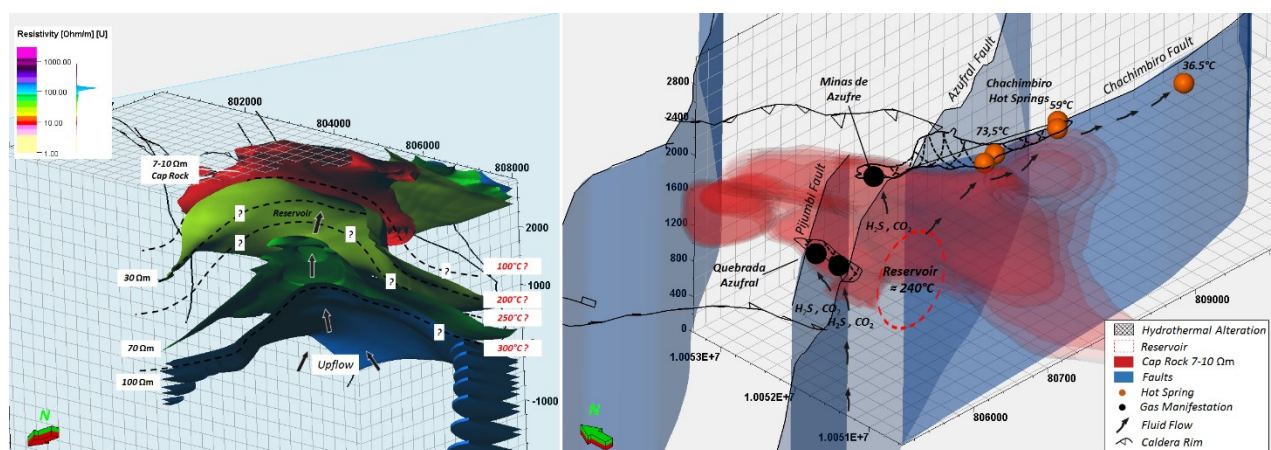 Resistivity [Ohm/m] [U]
1000.00
100.00
10.00
1.00
802000
804000
806000
808000
7-10 Ωm
Cap Rock
Reservoir
?
?
?
?
?
?
2000
1000
-1000
100°C ?
200°C ?
250°C ?
300°C ?
30 Ωm
70 Ωm
100 Ωm
Upflow
N
2800
2400
2000
1600
1200
800
400
0
Minas de
Azufre
Azufral Fault
Chachimbiro
Hot Springs
Chachimbiro Fault
36.5°C
59°C
73,5°C
Pijumbi Fault
H₂S , CO₂
Quebrada
Azufral
H₂S , CO₂
H₂S , CO₂
Reservoir
≈ 240°C
1.0053E+7
1.0052E+7
1.0051E+7
806000
80700
809000
N
Hydrothermal Alteration
Reservoir
Cap Rock 7-10 Ωm
Faults
Hot Spring
Gas Manifestation
Fluid Flow
Caldera Rim